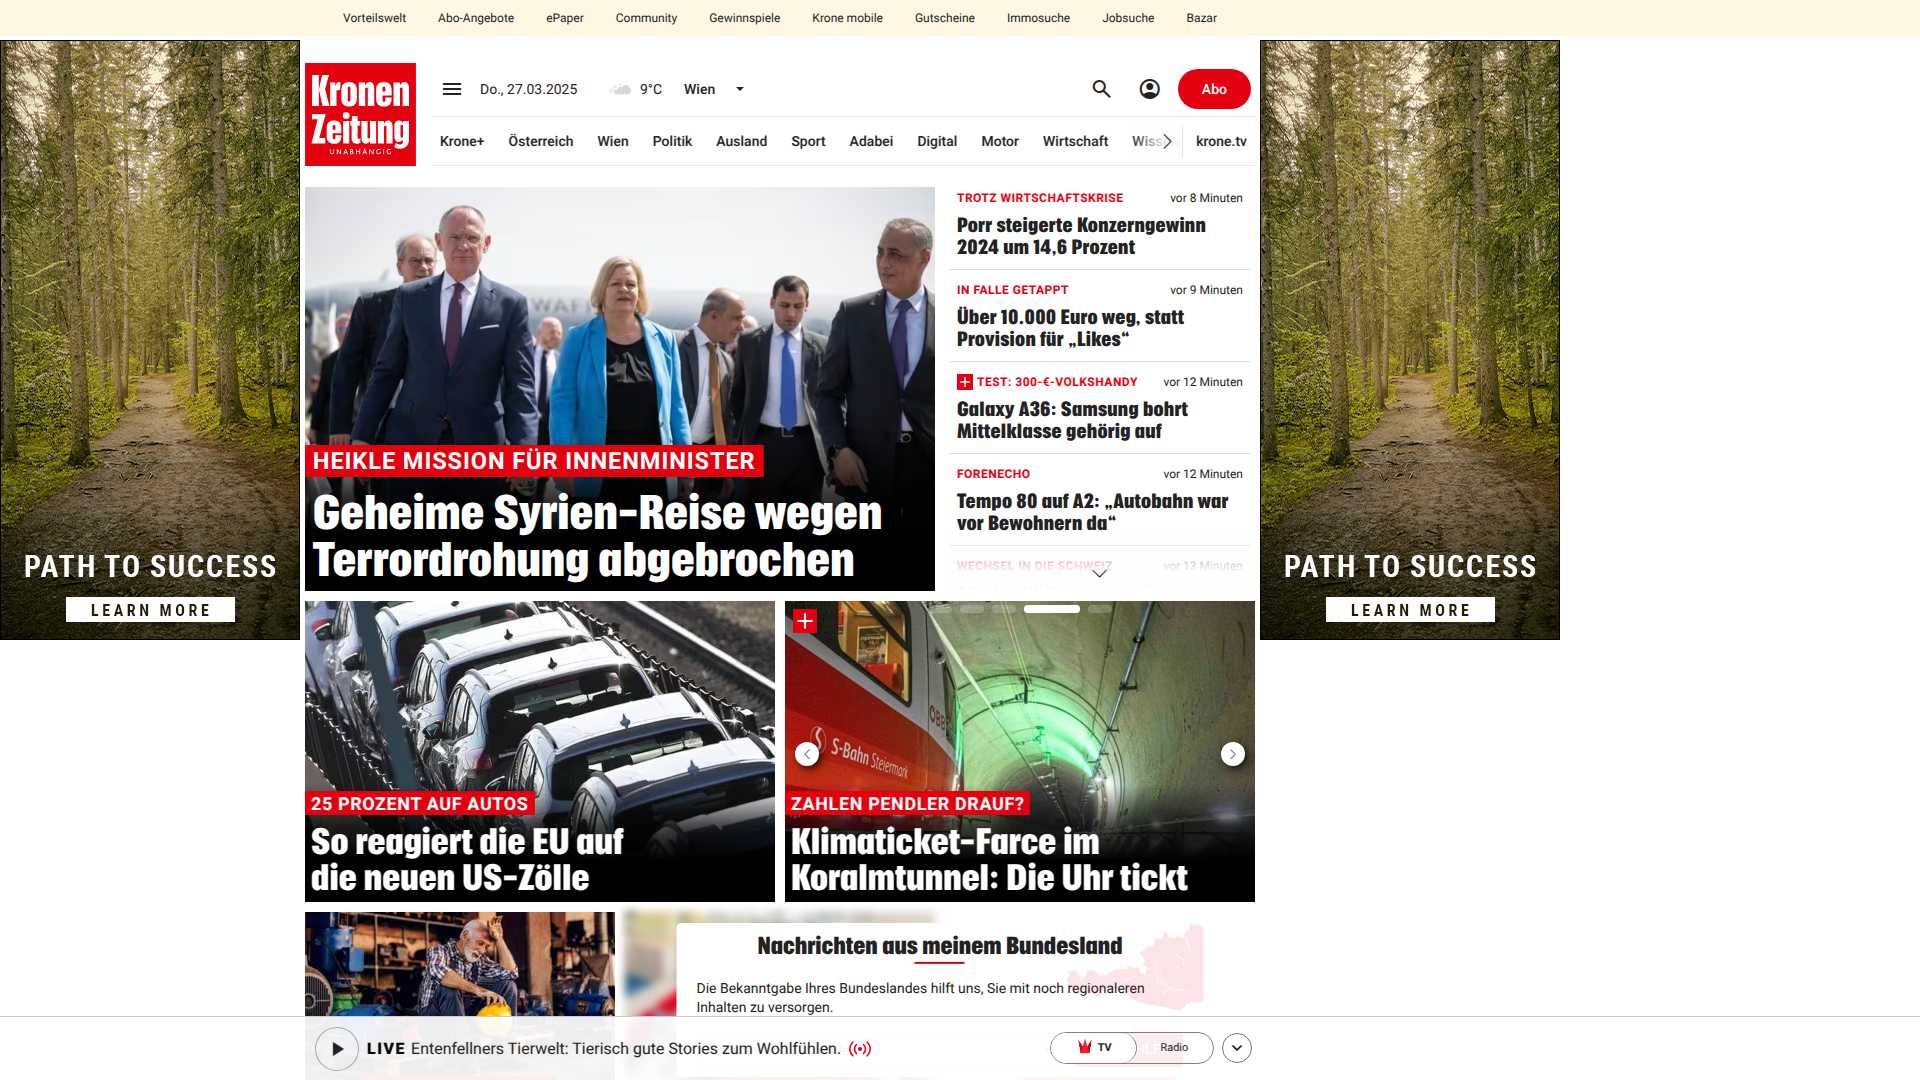 Vorteilswelt Abo-Angebote ePaper Community Gewinnspiele Krone mobile Gutscheine Immosuche Jobsuche Bazar
Kronen
Zeitung
UNABHÄNGIG
Do., 27.03.2025 9°C Wien
Abo
Krone+ Österreich Wien Politik Ausland Sport Adabei Digital Motor Wirtschaft Wiss krone.tv
HEIKLE MISSION FÜR INNENMINISTER
Geheime Syrien-Reise wegen
Terrordrohung abgebrochen
TROTZ WIRTSCHAFTSKRISE vor 8 Minuten
Porr steigerte Konzerngewinn
2024 um 14,6 Prozent
IN FALLE GETAPPT vor 9 Minuten
Über 10.000 Euro weg, statt
Provision für „Likes“
TEST: 300-€-VOLKSHANDY vor 12 Minuten
Galaxy A36: Samsung bohrt
Mittelklasse gehörig auf
FORENECHO vor 12 Minuten
Tempo 80 auf A2: „Autobahn war
vor Bewohnern da“
WECHSEL IN DIE SCHWEIZ vor 13 Minuten
PATH TO SUCCESS
LEARN MORE
PATH TO SUCCESS
LEARN MORE
25 PROZENT AUF AUTOS
So reagiert die EU auf
die neuen US-Zölle
ÖBB
S-Bahn Steiermark
ZAHLEN PENDLER DRAUF?
Klimaticket-Farce im
Koralmtunnel: Die Uhr tickt
Nachrichten aus meinem Bundesland
Die Bekanntgabe Ihres Bundeslandes hilft uns, Sie mit noch regionaleren
Inhalten zu versorgen.
LIVE Entenfellners Tierwelt: Tierisch gute Stories zum Wohlfühlen.
TV Radio